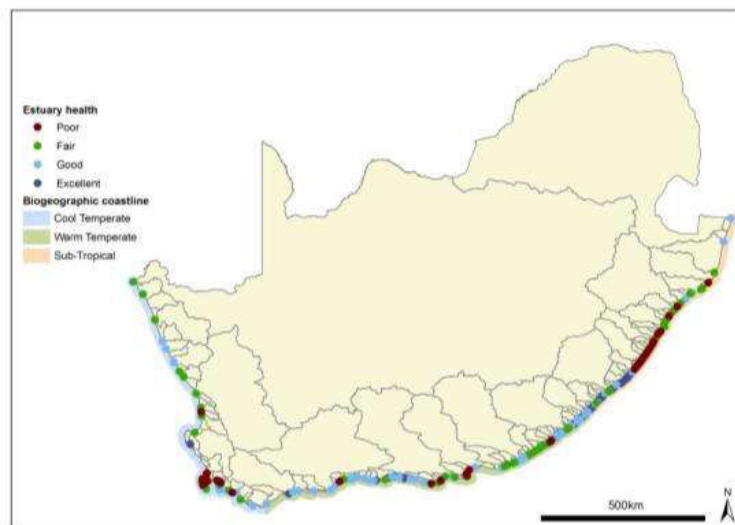 Estuary health
Poor
Fair
Good
Excellent
Biogeographic coastline
Cool Temperate
Warm Temperate
Sub-Tropical
500km
N